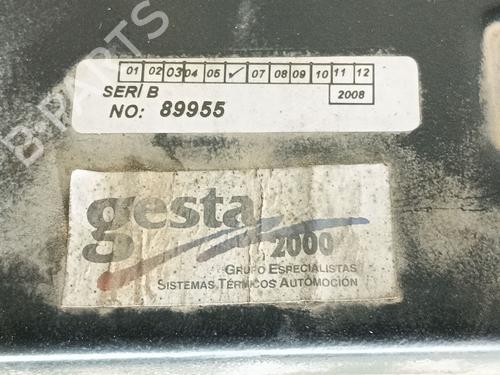 01 02 03 04 05 ✓ 07 08 09 10 11 12
SERİ B
2008
NO: 89955
gesta
2000
GRUPO ESPECIALISTAS
SISTEMAS TÉRMICOS AUTOMOCIÓN
B-PARTS